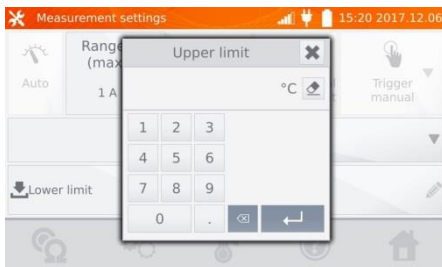 Measurement settings 15:20 2017.12.06
Range
(max
1 A
Auto
Trigger
manual
Upper limit
°C
1 2 3
4 5 6
7 8 9
0 .
Lower limit